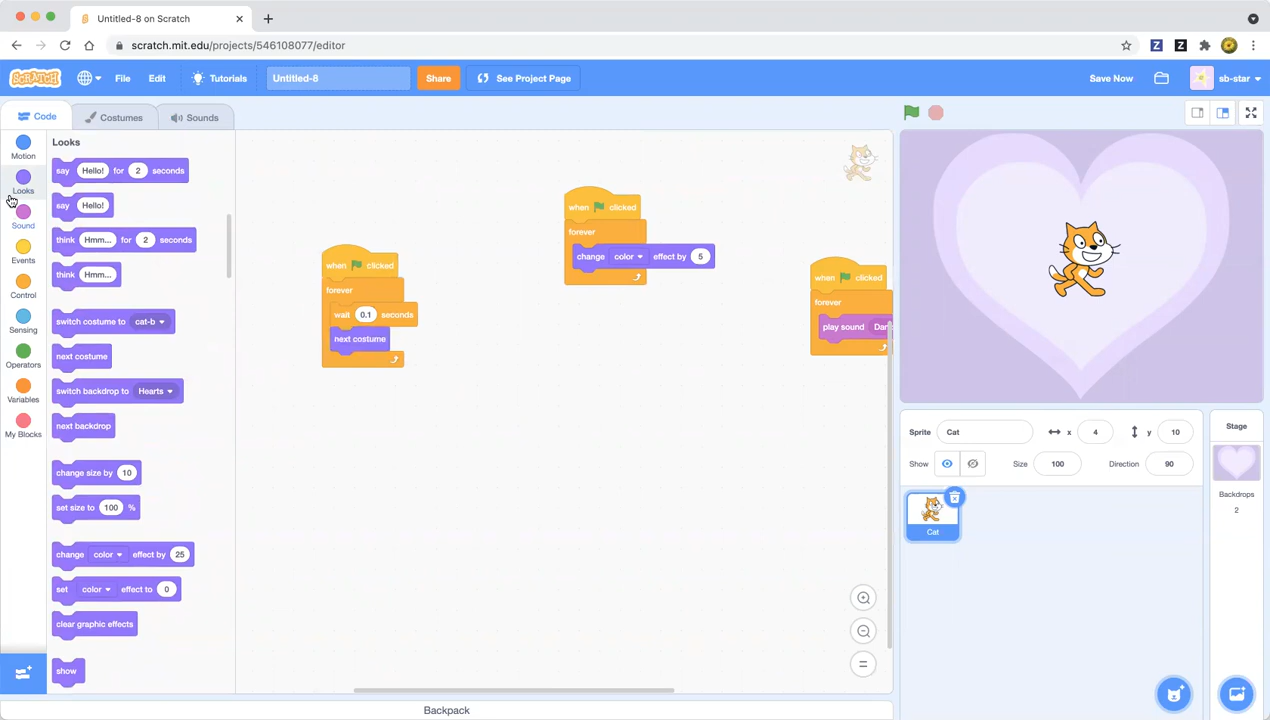 Untitled-8 on Scratch
scratch.mit.edu/projects/546108077/editor
SCRATCH
File
Edit
Tutorials
Untitled-8
Share
See Project Page
Save Now
sb-star
Code
Costumes
Sounds
Motion
Looks
Sound
Events
Control
Sensing
Operators
Variables
My Blocks
Looks
say Hello! for 2 seconds
say Hello!
think Hmm... for 2 seconds
think Hmm...
switch costume to cat-b
next costume
switch backdrop to Hearts
next backdrop
change size by 10
set size to 100 %
change color effect by 25
set color effect to 0
clear graphic effects
show
when clicked
forever
wait 0.1 seconds
next costume
when clicked
forever
change color effect by 5
when clicked
forever
play sound Dan
Sprite Cat x 4 y 10
Show Size 100 Direction 90
Cat
Stage
Backdrops
2
Backpack